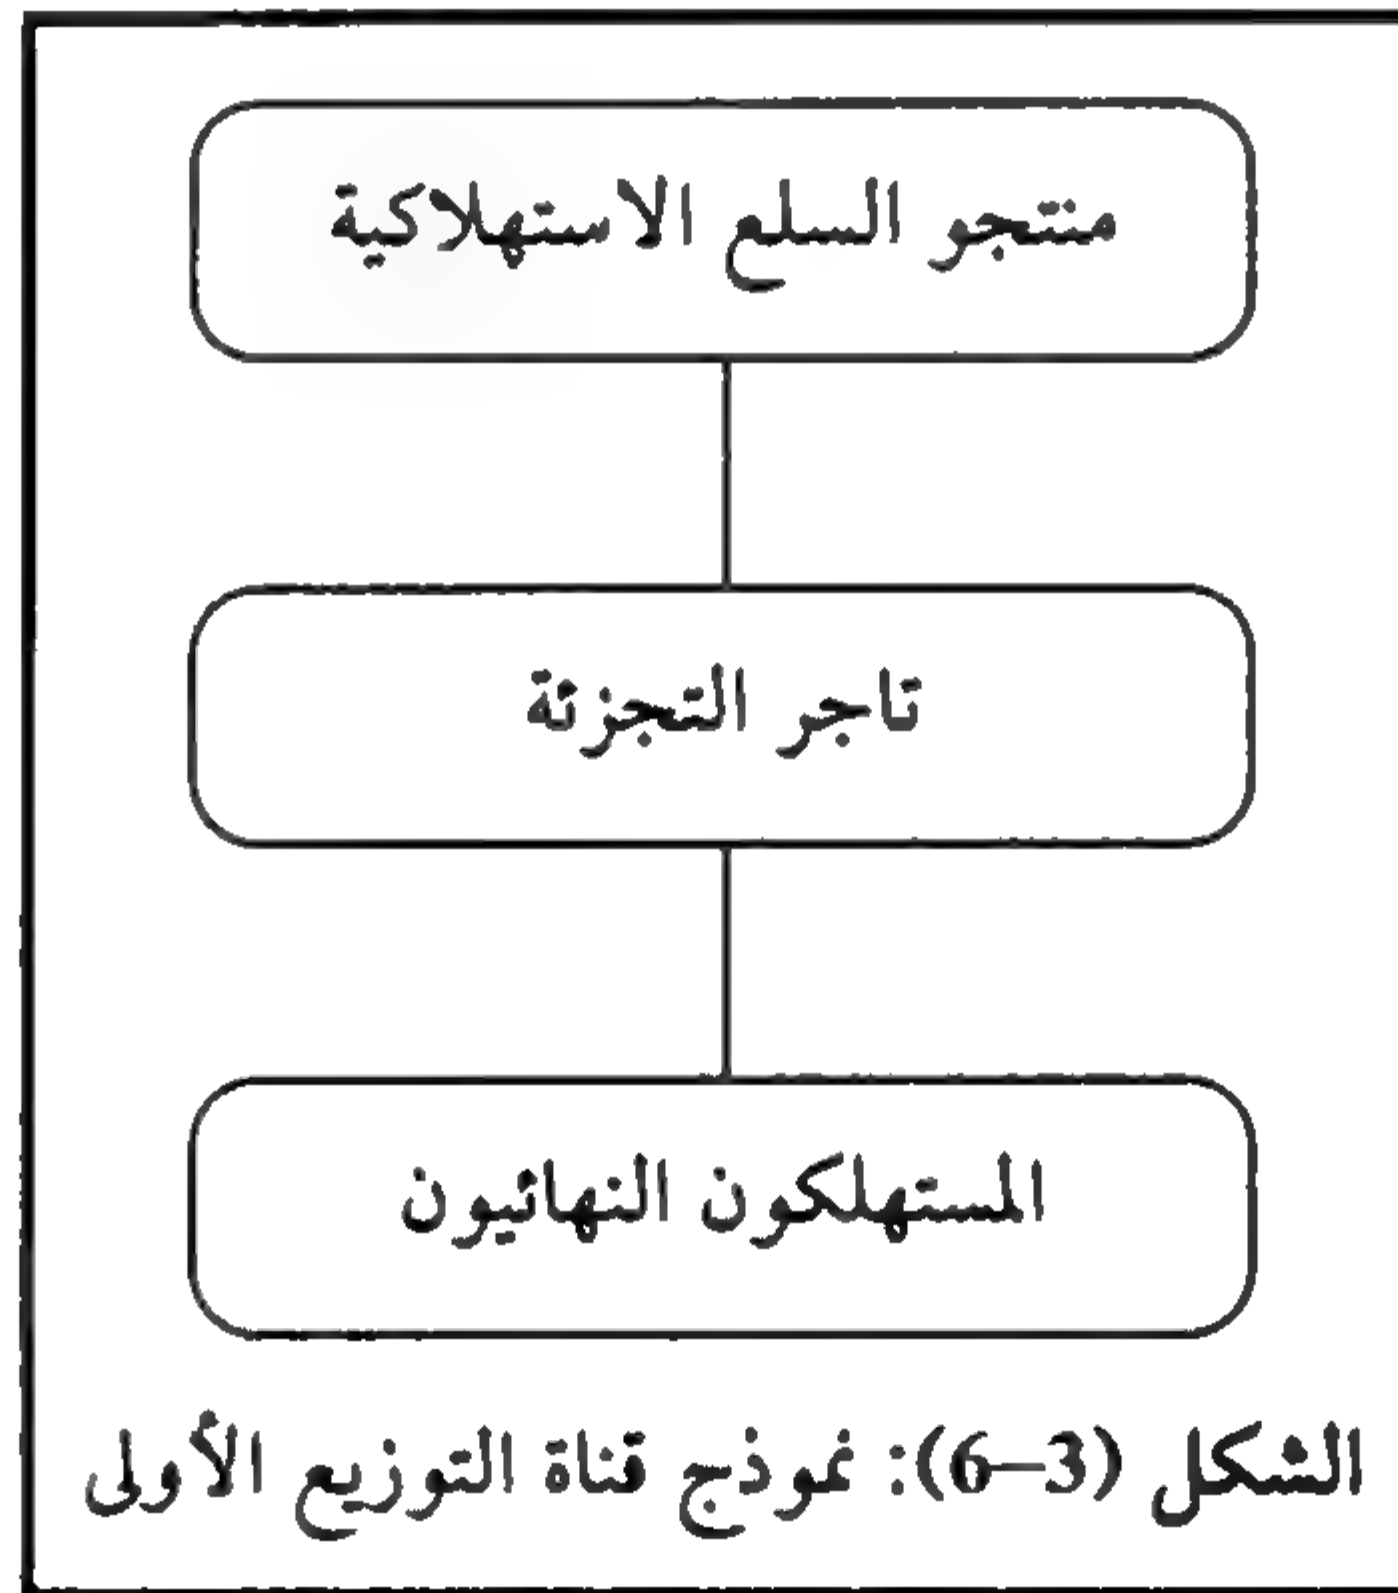 منتجو السلع الاستهلاكية
تاجر التجزئة
المستهلكون النهائيون
الشكل (3–6): نموذج قناة التوزيع الأولى